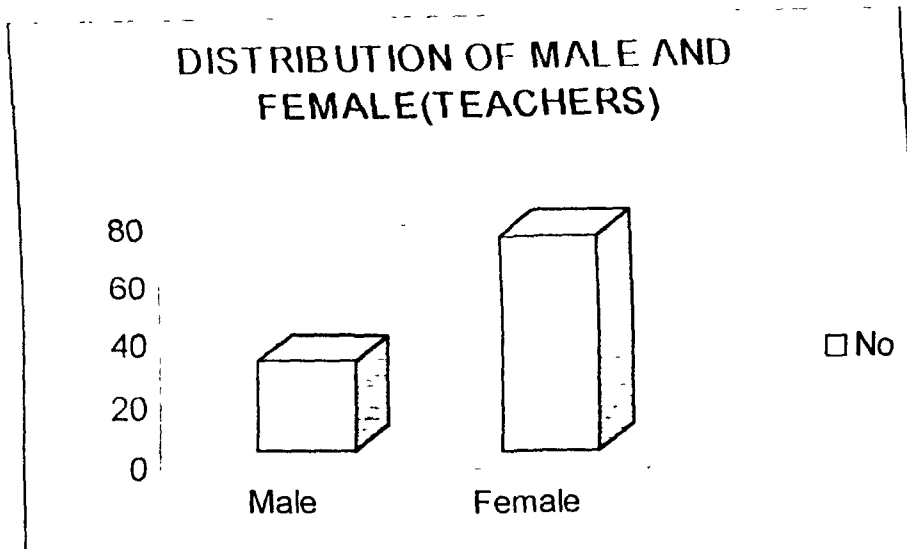 DISTRIBUTION OF MALE AND
FEMALE(TEACHERS)
80
60
40
20
0
Male Female
No